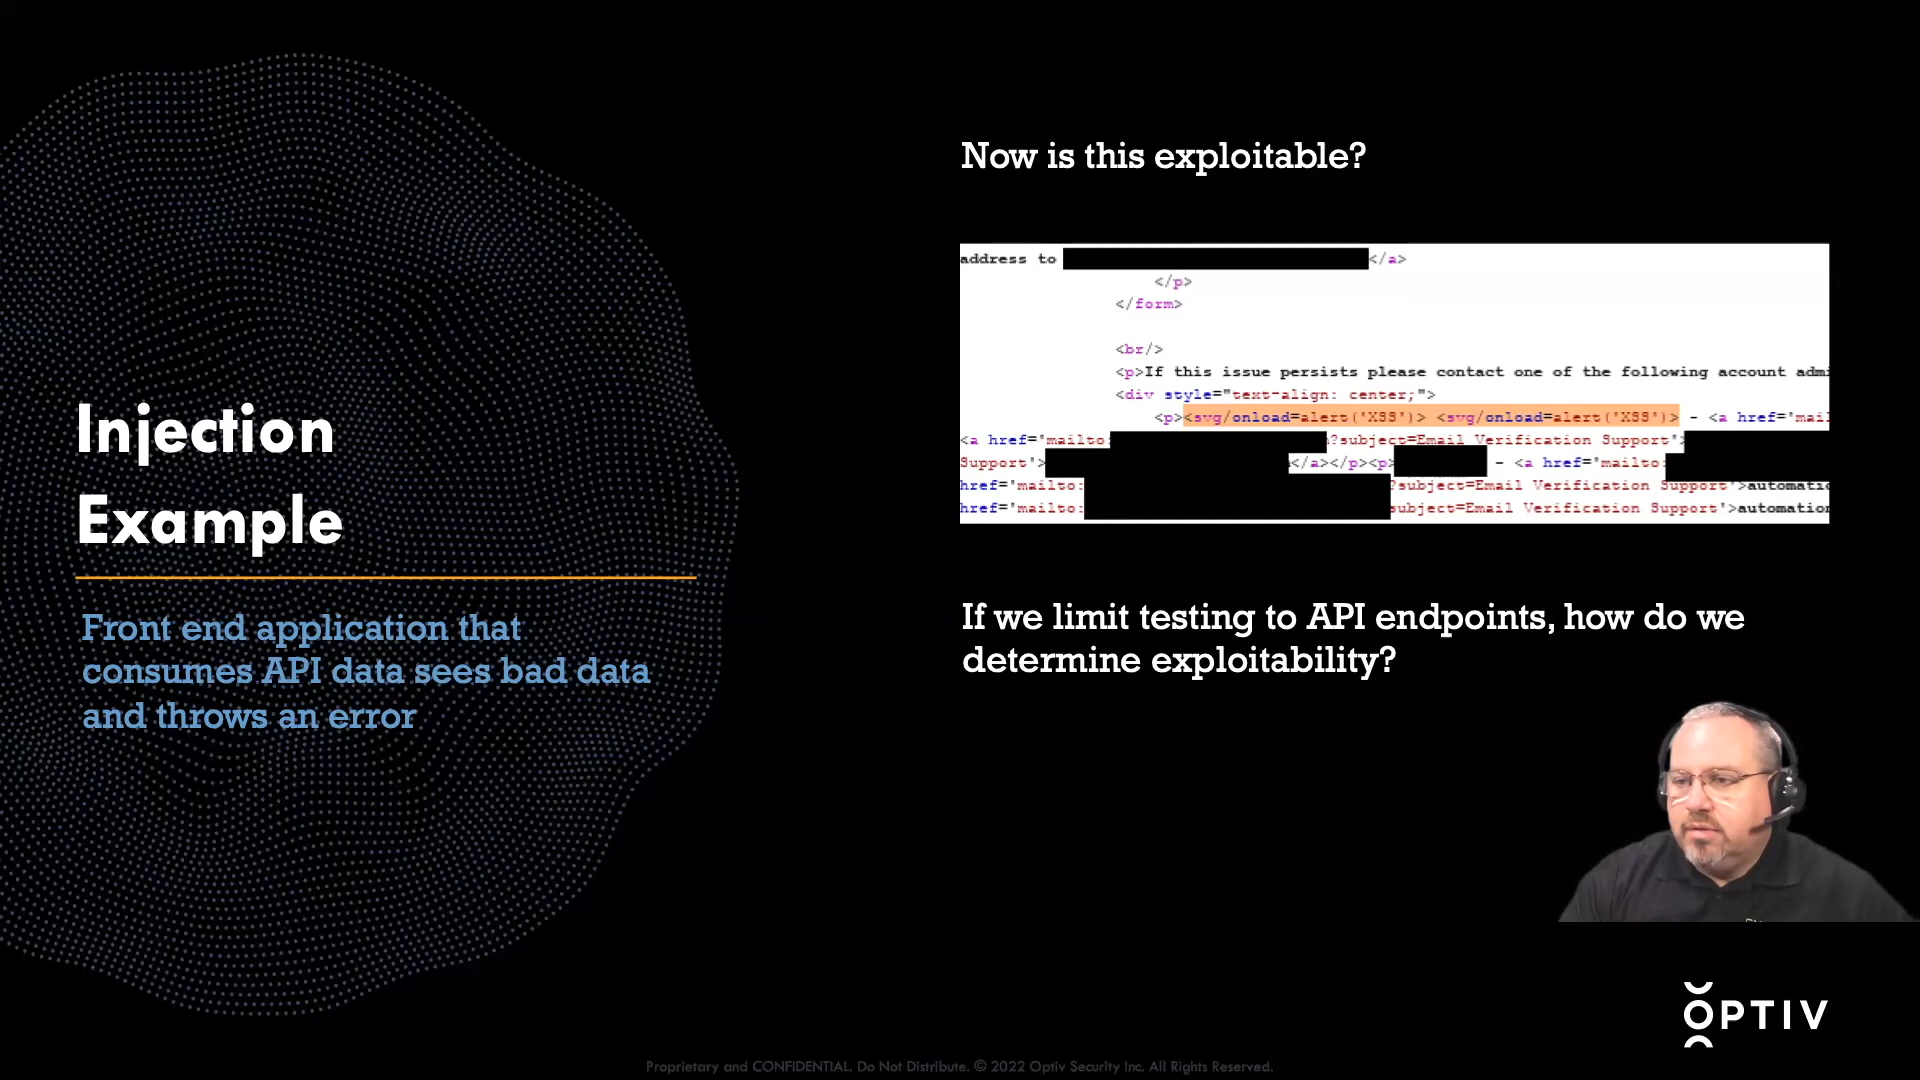 Injection
Example
Front end application that
consumes API data sees bad data
and throws an error
Now is this exploitable?
address to </a>
</p>
</form>
<br/>
<p>If this issue persists please contact one of the following account admi
<div style="text-align: center;">
<p><svg/onload=alert('XSS')> <svg/onload=alert('XSS')> - <a href='mail
<a href='mailto: ?subject=Email Verification Support'>
Support'> </a></p><p> - <a href='mailto:
href='mailto: ?subject=Email Verification Support'>automatio
href='mailto: subject=Email Verification Support'>automation
If we limit testing to API endpoints, how do we
determine exploitability?
OPTIV
Proprietary and CONFIDENTIAL. Do Not Distribute. © 2022 Optiv Security Inc. All Rights Reserved.